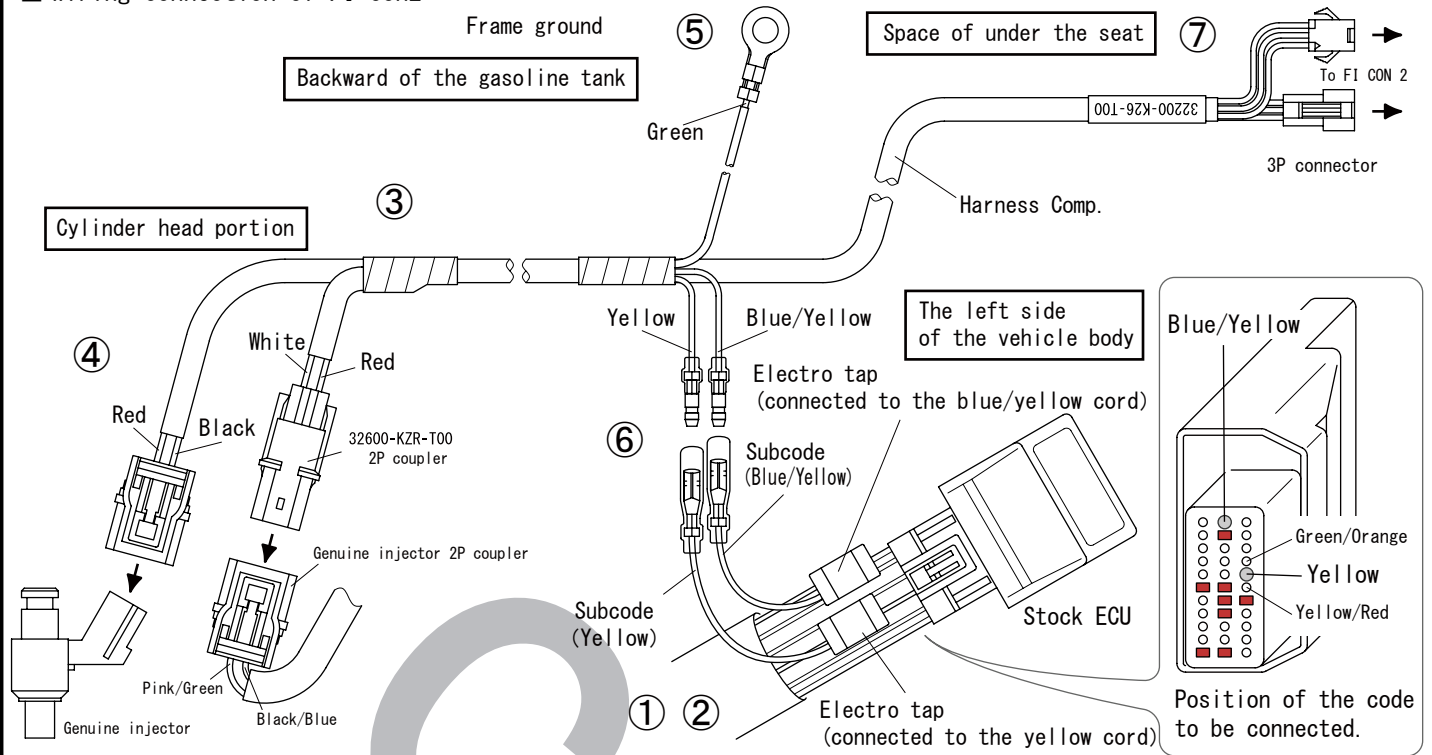 Frame ground
⑤
Space of under the seat
⑦
To FI CON 2
Backward of the gasoline tank
Green
32200-K26-T00
3P connector
③
Harness Comp.
Cylinder head portion
Yellow
Blue/Yellow
The left side
of the vehicle body
Blue/Yellow
④
White
Red
Electro tap
(connected to the blue/yellow cord)
Red
Black
32600-KZR-T00
2P coupler
⑥
Subcode
(Blue/Yellow)
Genuine injector 2P coupler
Green/Orange
Yellow
Yellow/Red
Subcode
(Yellow)
Stock ECU
Pink/Green
Black/Blue
Genuine injector
① ②
Electro tap
(connected to the yellow cord)
Position of the code
to be connected.